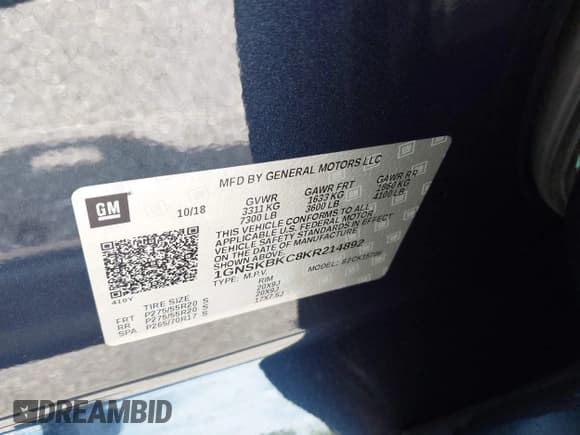 MFD BY GENERAL MOTORS LLC
GM
10/18
GVWR GAWR FRT GAWR RR
3311 KG 1633 KG 1860 KG
7300 LB 3600 LB 4100 LB
THIS VEHICLE CONFORMS TO ALL APPLICABLE
U.S. FEDERAL MOTOR VEHICLE SAFETY
STANDARDS IN EFFECT ON THE
DATE OF MANUFACTURE SHOWN ABOVE.
1GNSKBKC8KR214892
TYPE: M.P.V. MODEL:
410Y
TIRE SIZE RIM
FRT P275/55R20 S 20X9J
RR P275/55R20 S 20X9J
SPA P265/70R17 S 17X7.5J
DREAMBID